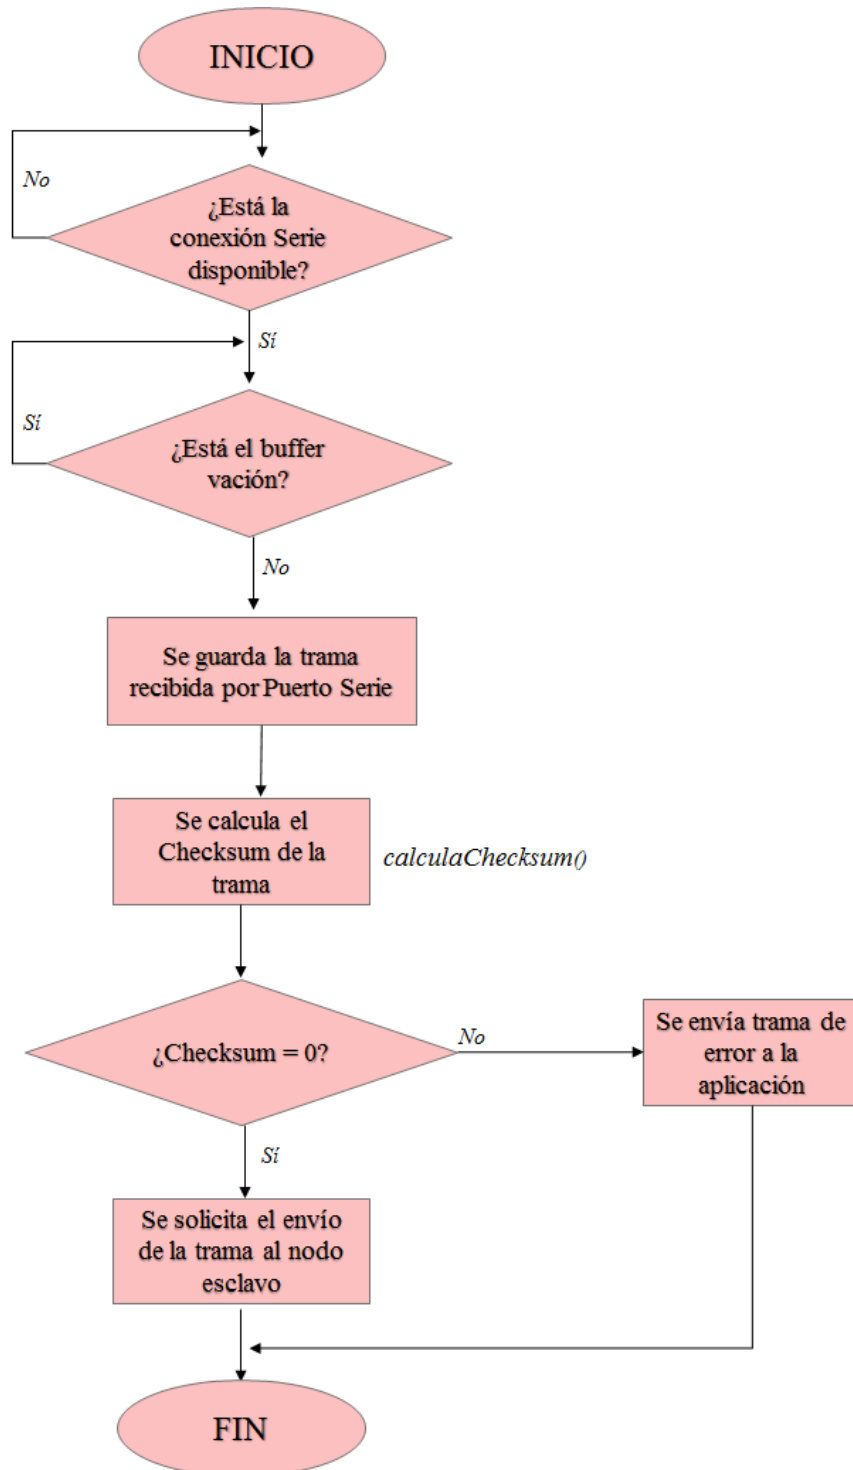 INICIO
No
¿Está la
conexión Serie
disponible?
Sí
Sí
¿Está el buffer
vación?
No
Se guarda la trama
recibida por Puerto Serie
Se calcula el
Checksum de la
trama
calculaChecksum()
¿Checksum = 0?
No
Se envía trama de
error a la
aplicación
Sí
Se solicita el envío
de la trama al nodo
esclavo
FIN